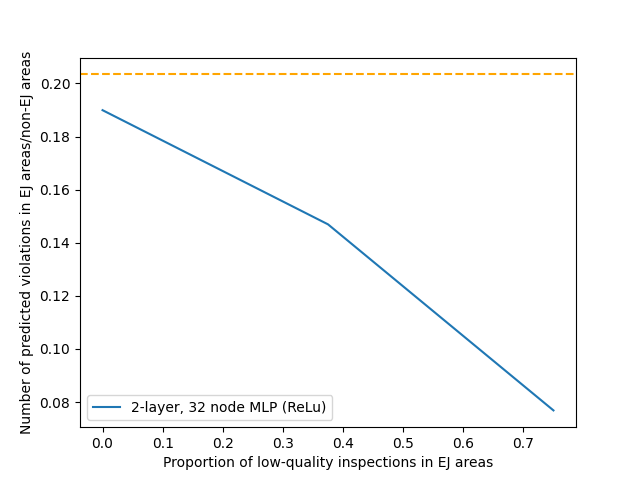 Number of predicted violations in EJ areas/non-EJ areas
0.20
0.18
0.16
0.14
0.12
0.10
0.08
2-layer, 32 node MLP (ReLu)
0.0 0.1 0.2 0.3 0.4 0.5 0.6 0.7
Proportion of low-quality inspections in EJ areas